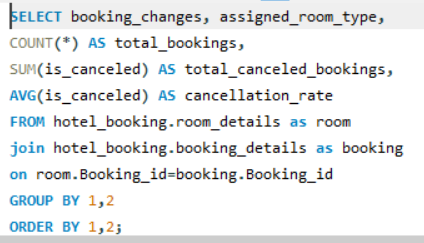 SELECT booking_changes, assigned_room_type,
COUNT(*) AS total_bookings,
SUM(is_canceled) AS total_canceled_bookings,
AVG(is_canceled) AS cancellation_rate
FROM hotel_booking.room_details as room
join hotel_booking.booking_details as booking
on room.Booking_id=booking.Booking_id
GROUP BY 1,2
ORDER BY 1,2;